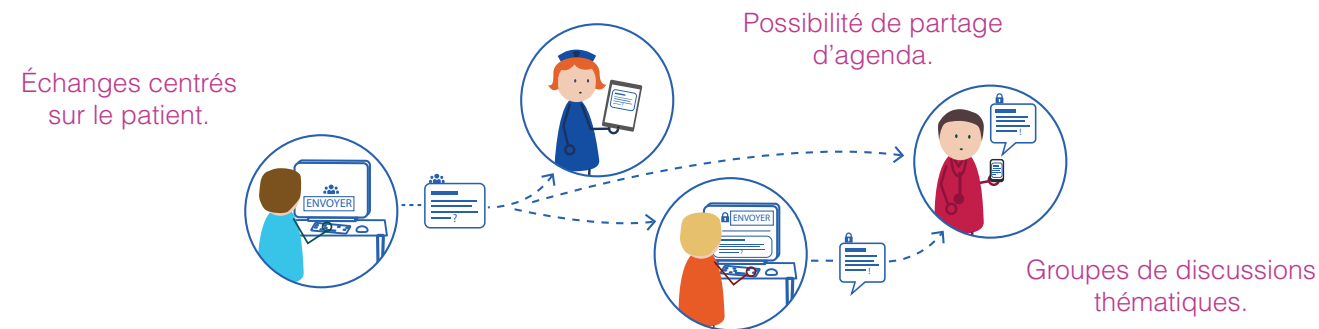 Possibilité de partage
d’agenda.
Échanges centrés
sur le patient.
ENVOYER
?
ENVOYER
?
!
!
Groupes de discussions
thématiques.